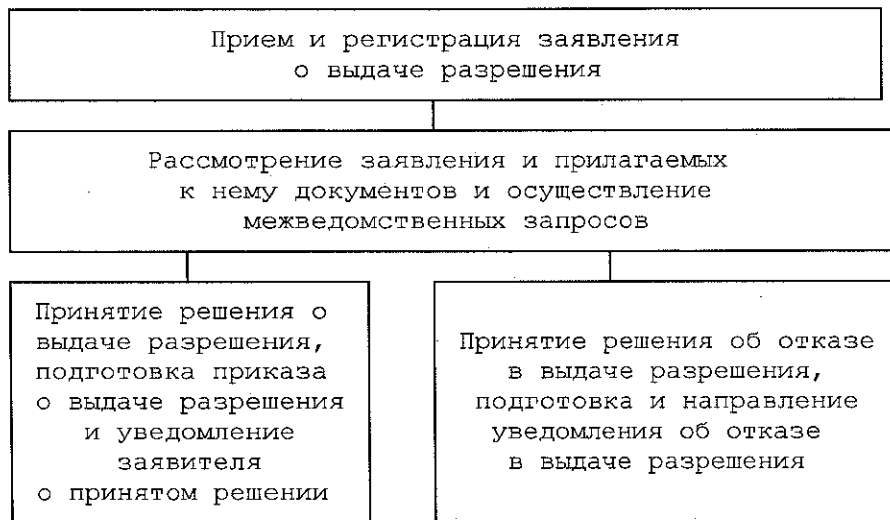 Прием и регистрация заявления
о выдаче разрешения
Рассмотрение заявления и прилагаемых
к нему документов и осуществление
межведомственных запросов
Принятие решения о
выдаче разрешения,
подготовка приказа
о выдаче разрешения
и уведомление
заявителя
о принятом решении
Принятие решения об отказе
в выдаче разрешения,
подготовка и направление
уведомления об отказе
в выдаче разрешения